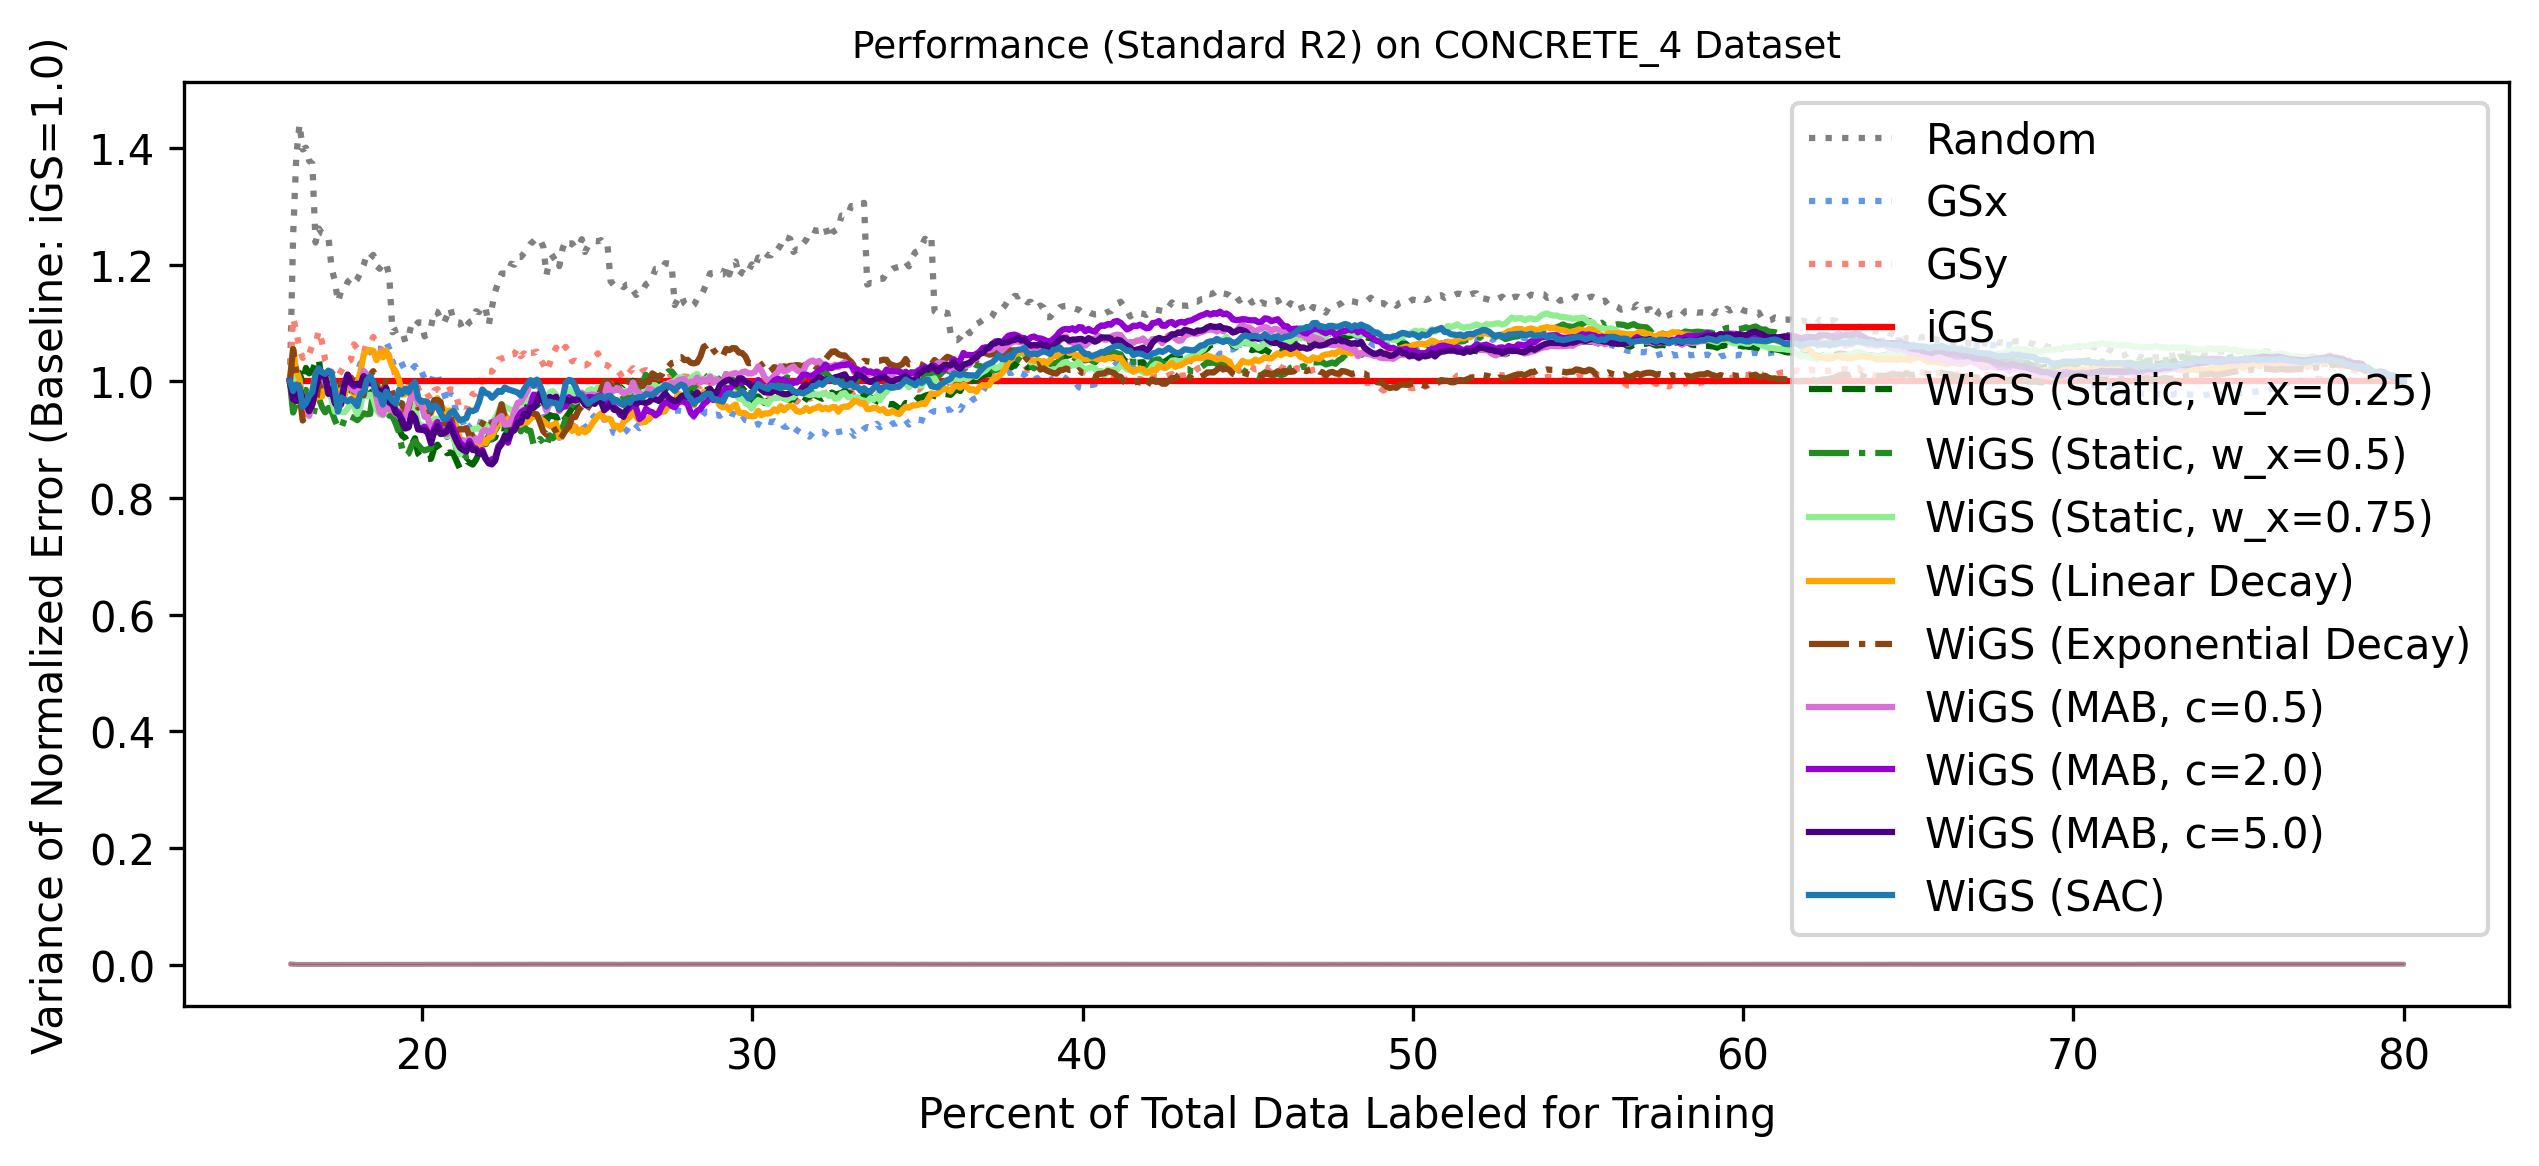 Performance (Standard R2) on CONCRETE_4 Dataset
Variance of Normalized Error (Baseline: iGS=1.0)
1.4
1.2
1.0
0.8
0.6
0.4
0.2
0.0
Random
GSx
GSy
iGS
WiGS (Static, w_x=0.25)
WiGS (Static, w_x=0.5)
WiGS (Static, w_x=0.75)
WiGS (Linear Decay)
WiGS (Exponential Decay)
WiGS (MAB, c=0.5)
WiGS (MAB, c=2.0)
WiGS (MAB, c=5.0)
WiGS (SAC)
20 30 40 50 60 70 80
Percent of Total Data Labeled for Training